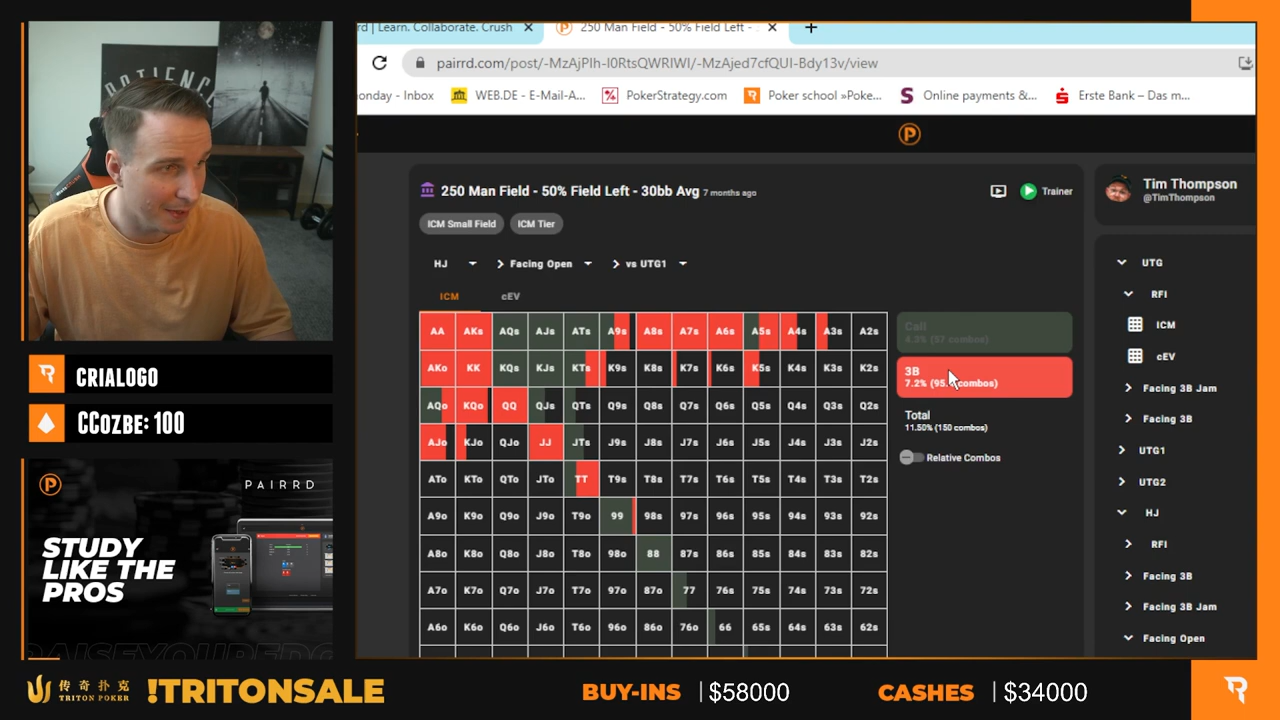 PATIENCE
CRIALOGO
CCOZBE: 100
PAIRRD
STUDY
LIKE THE
PROS
rd | Learn. Collaborate. Crush
250 Man Field - 50% Field Left -
pairrd.com/post/-MzAjPIh-I0RtsQWRIWI/-MzAjed7cfQUI-Bdy13v/view
onday - Inbox
WEB.DE - E-Mail-A...
PokerStrategy.com
Poker school »Poke...
Online payments &...
Erste Bank – Das m...
250 Man Field - 50% Field Left - 30bb Avg 7 months ago
Trainer
ICM Small Field ICM Tier
HJ Facing Open vs UTG1
ICM cEV
AA AKs AQs AJs ATs A9s A8s A7s A6s A5s A4s A3s A2s
AKo KK KQs KJs KTs K9s K8s K7s K6s K5s K4s K3s K2s
AQo KQo QQ QJs QTs Q9s Q8s Q7s Q6s Q5s Q4s Q3s Q2s
AJo KJo QJo JJ JTs J9s J8s J7s J6s J5s J4s J3s J2s
ATo KTo QTo JTo TT T9s T8s T7s T6s T5s T4s T3s T2s
A9o K9o Q9o J9o T9o 99 98s 97s 96s 95s 94s 93s 92s
A8o K8o Q8o J8o T8o 98o 88 87s 86s 85s 84s 83s 82s
A7o K7o Q7o J7o T7o 97o 87o 77 76s 75s 74s 73s 72s
A6o K6o Q6o J6o T6o 96o 86o 76o 66 65s 64s 63s 62s
Call
3B
7.2% (95. combos)
Total
11.50% (150 combos)
Relative Combos
Tim Thompson
@TimThompson
UTG
RFI
ICM
cEV
Facing 3B Jam
Facing 3B
UTG1
UTG2
HJ
RFI
Facing 3B
Facing 3B Jam
Facing Open
传奇扑克
TRITON POKER
!TRITONSALE
BUY-INS | $58000
CASHES | $34000